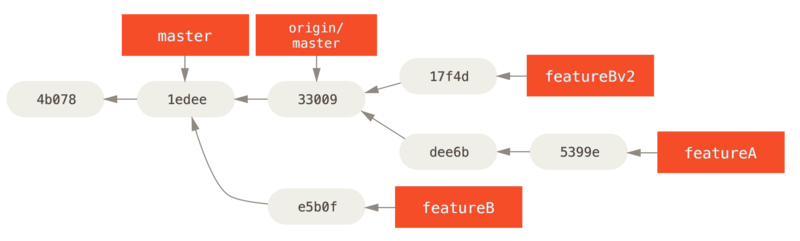 master
origin/
master
4b078
1edee
33009
17f4d
featureBv2
dee6b
5399e
featureA
e5b0f
featureB